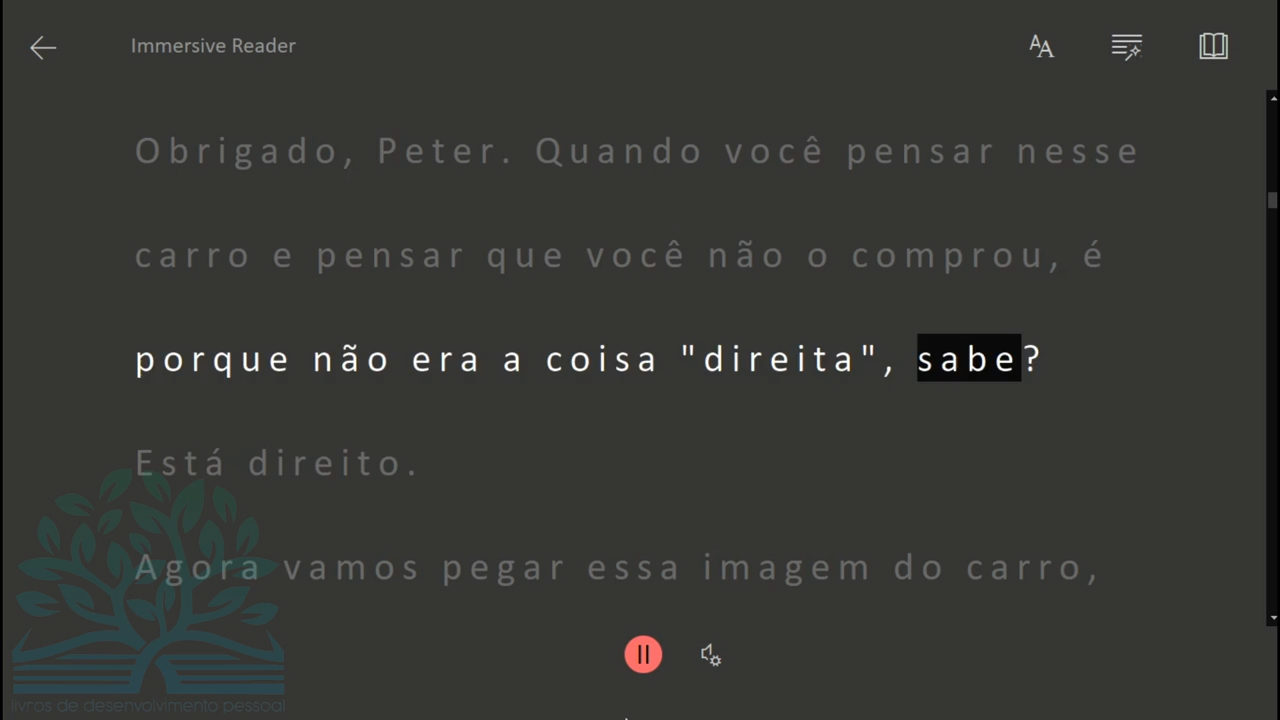 Immersive Reader
Obrigado, Peter. Quando você pensar nesse
carro e pensar que você não o comprou, é
porque não era a coisa "direita", sabe?
Está direito.
Agora vamos pegar essa imagem do carro,
livros de desenvolvimento pessoal